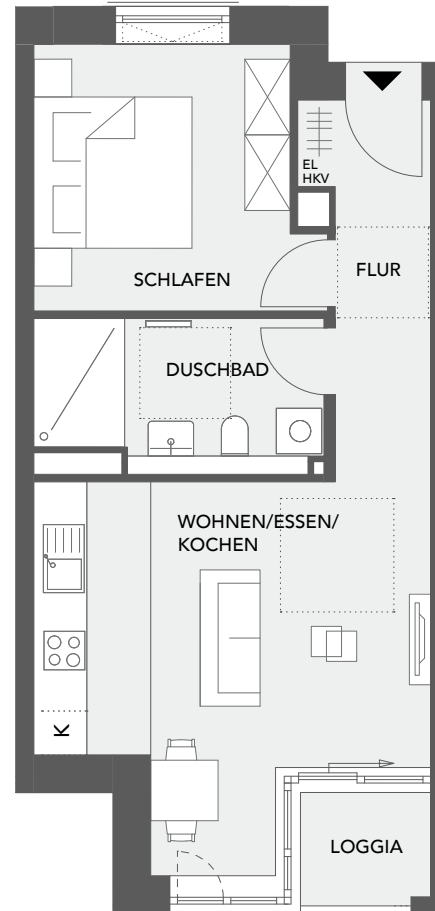 EL
HKV
SCHLAFEN
FLUR
DUSCHBAD
WOHNEN/ESSEN/
KOCHEN
K
LOGGIA